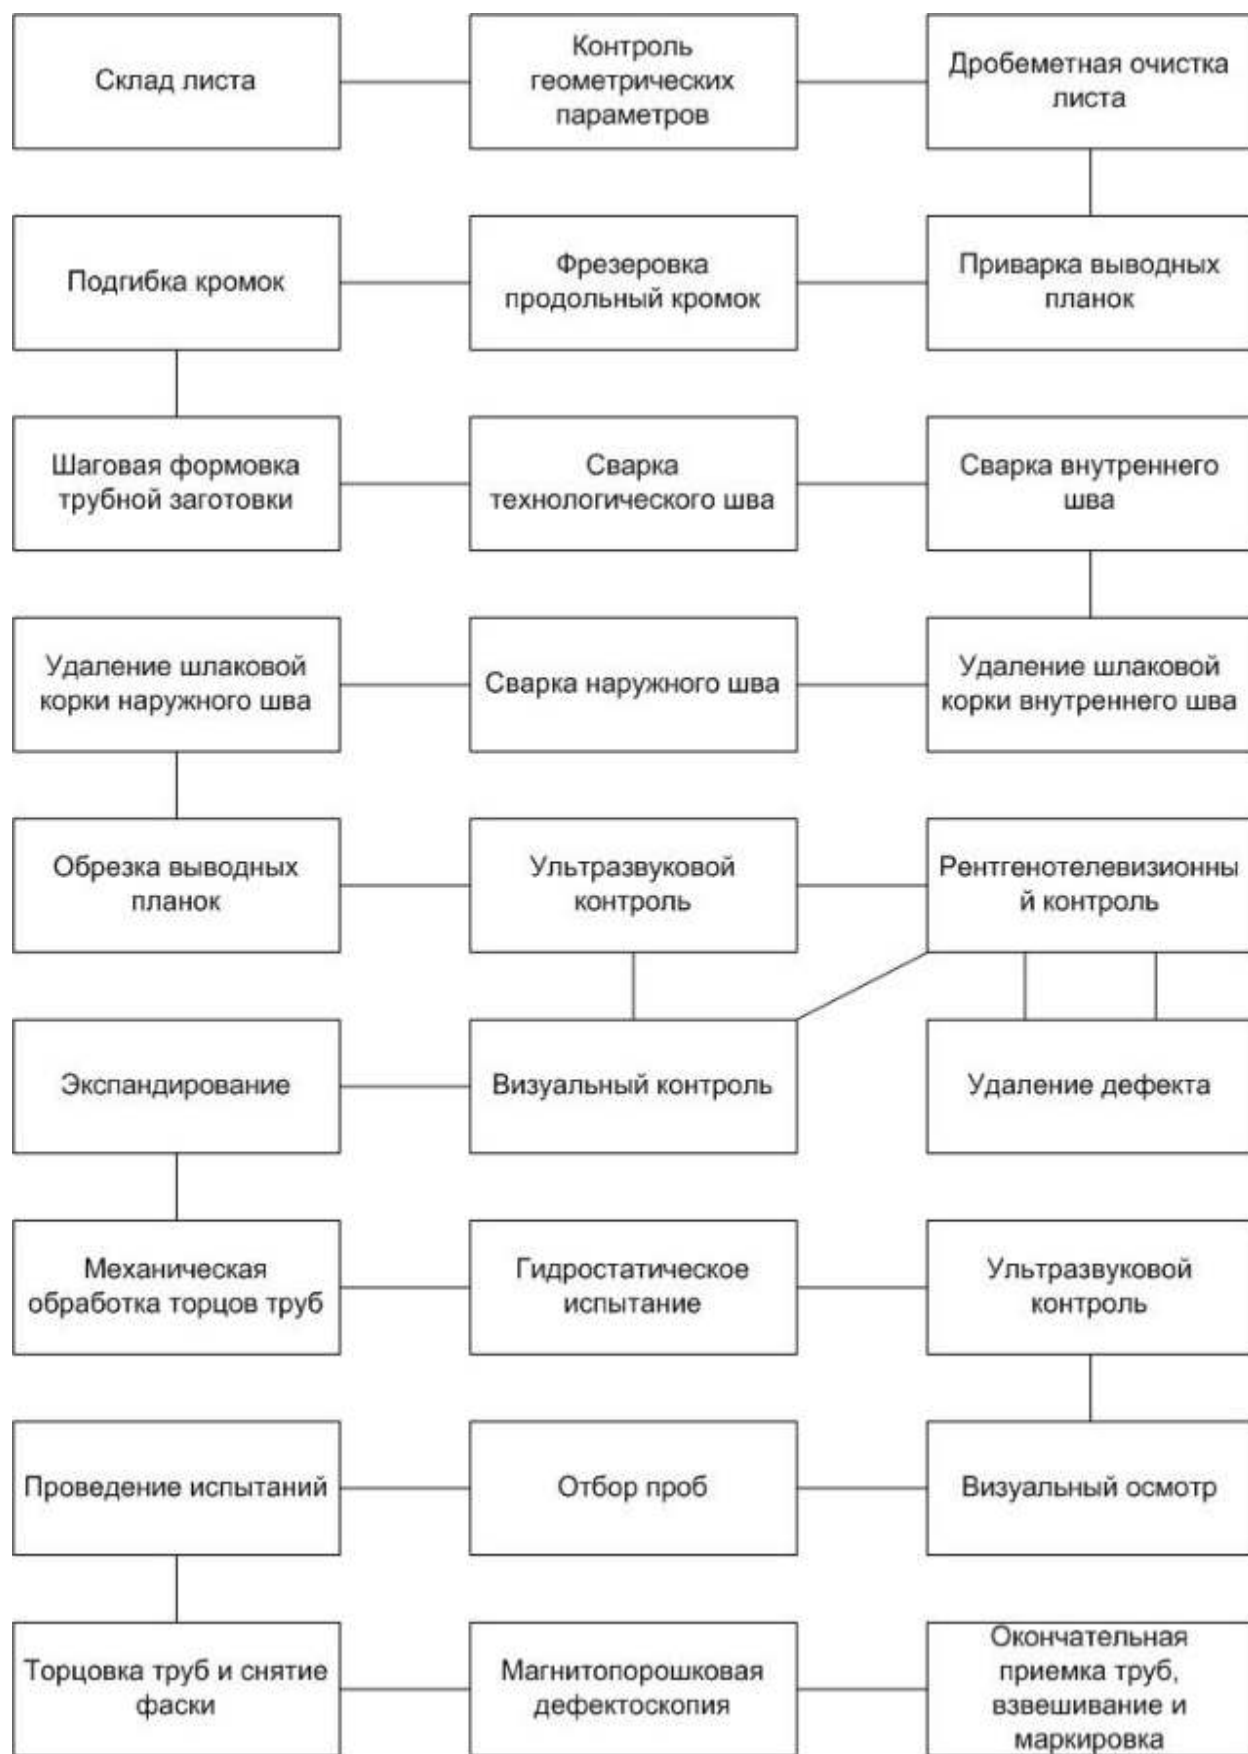 Склад листа
Контроль
геометрических
параметров
Дробеметная очистка
листа
Подгибка кромок
Фрезеровка
продольный кромок
Приварка выводных
планок
Шаговая формовка
трубной заготовки
Сварка
технологического шва
Сварка внутреннего
шва
Удаление шлаковой
корки наружного шва
Сварка наружного шва
Удаление шлаковой
корки внутреннего шва
Обрезка выводных
планок
Ультразвуковой
контроль
Рентгенотелевизионны
й контроль
Экспандирование
Визуальный контроль
Удаление дефекта
Механическая
обработка торцов труб
Гидростатическое
испытание
Ультразвуковой
контроль
Проведение испытаний
Отбор проб
Визуальный осмотр
Торцовка труб и снятие
фаски
Магнитопорошковая
дефектоскопия
Окончательная
приемка труб,
взвешивание и
маркировка